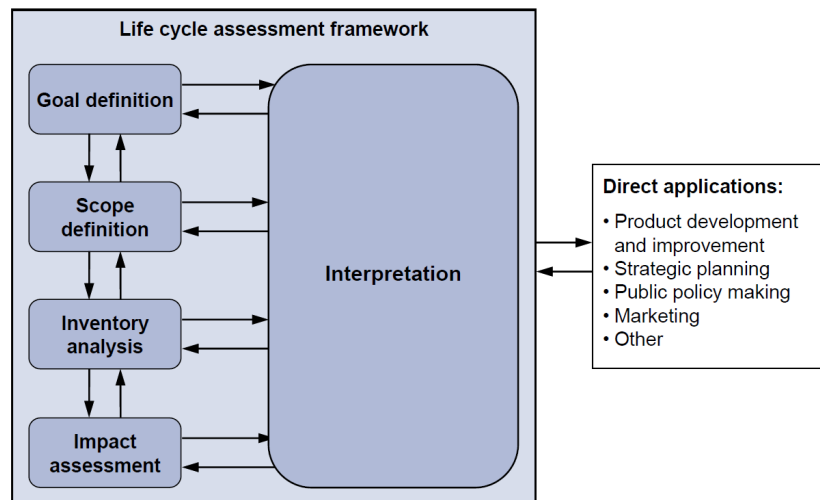 Life cycle assessment framework
Goal definition
Scope
definition
Inventory
analysis
Impact
assessment
Interpretation
Direct applications:
• Product development
and improvement
• Strategic planning
• Public policy making
• Marketing
• Other